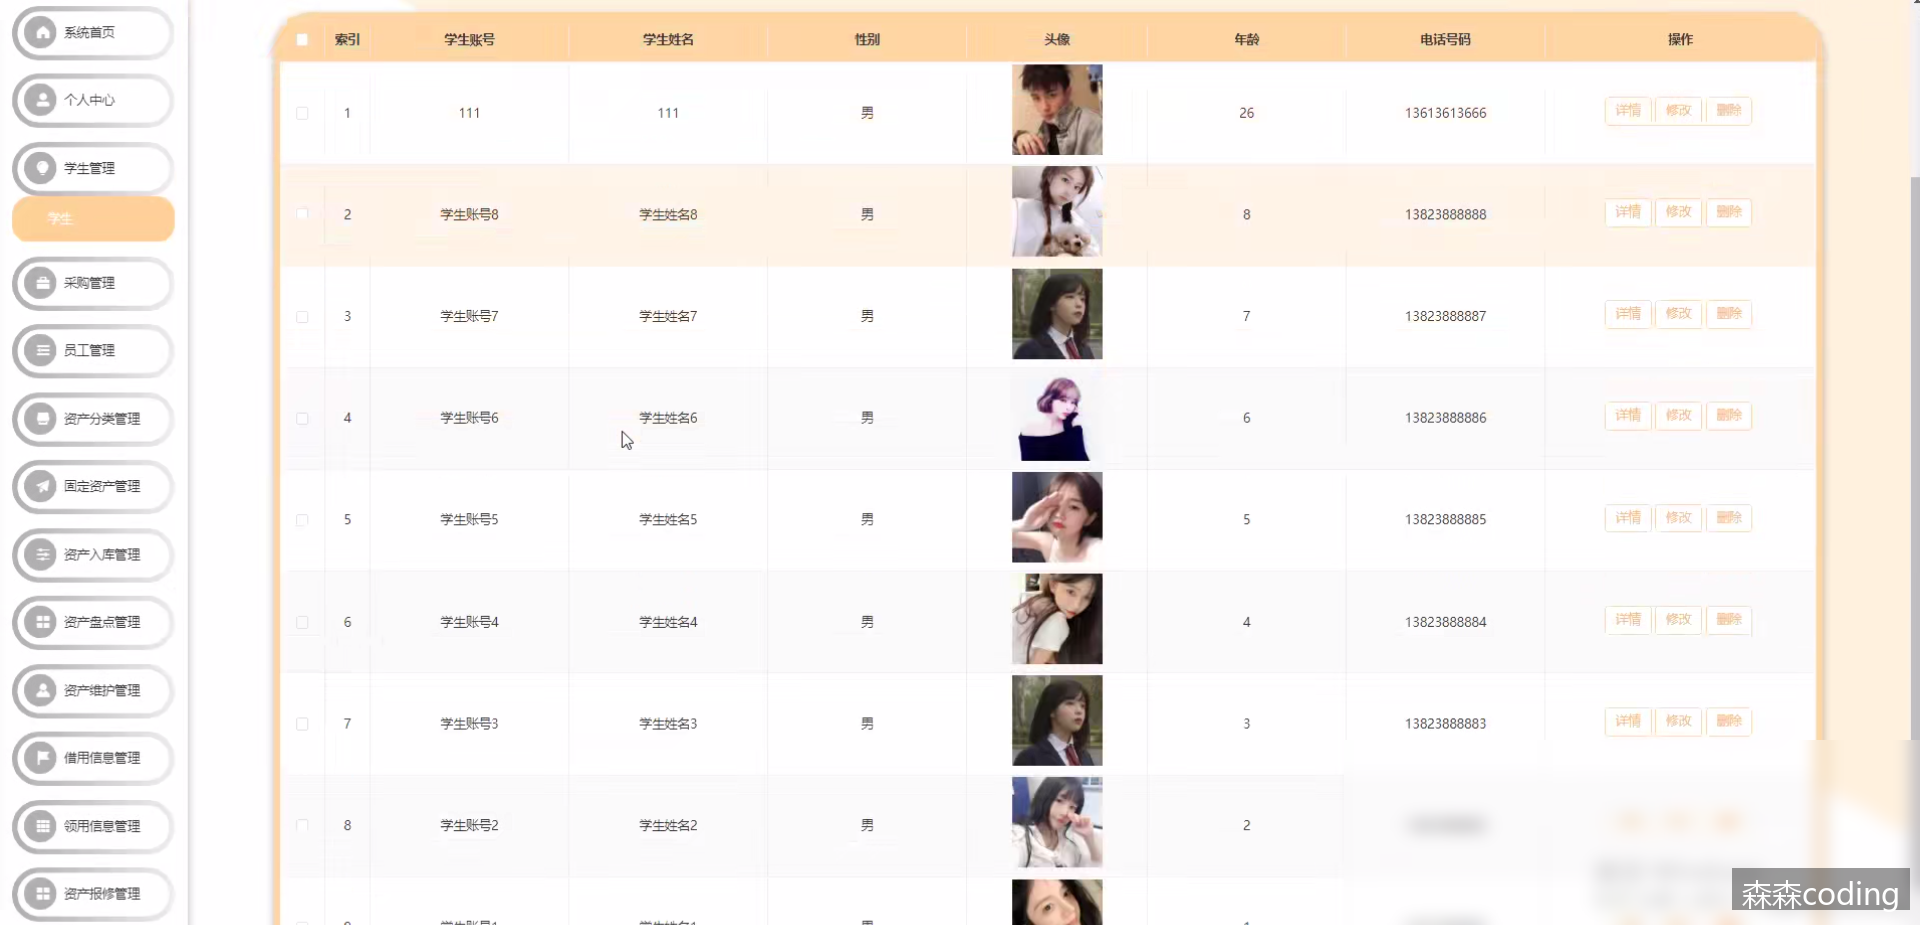 系统首页
个人中心
学生管理
学生
采购管理
员工管理
资产分类管理
固定资产管理
资产入库管理
资产盘点管理
资产维护管理
借用信息管理
领用信息管理
资产报修管理
索引 学生账号 学生姓名 性别 头像 年龄 电话号码 操作
1 111 111 男 26 13613613666 详情 修改 删除
2 学生账号8 学生姓名8 男 8 13823888888 详情 修改 删除
3 学生账号7 学生姓名7 男 7 13823888887 详情 修改 删除
4 学生账号6 学生姓名6 男 6 13823888886 详情 修改 删除
5 学生账号5 学生姓名5 男 5 13823888885 详情 修改 删除
6 学生账号4 学生姓名4 男 4 13823888884 详情 修改 删除
7 学生账号3 学生姓名3 男 3 13823888883 详情 修改 删除
8 学生账号2 学生姓名2 男 2
森森coding